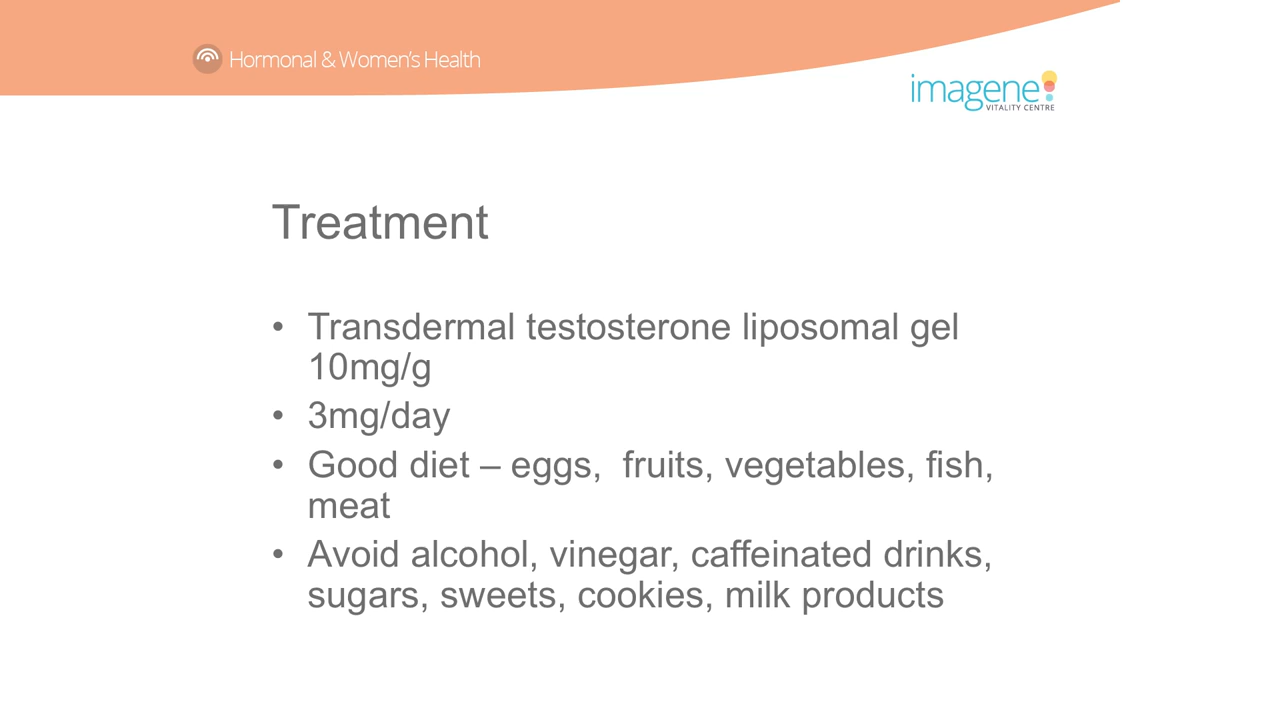 Hormonal & Women's Health
imagene
VITALITY CENTRE
Treatment
• Transdermal testosterone liposomal gel
10mg/g
• 3mg/day
• Good diet – eggs,  fruits, vegetables, fish,
meat
• Avoid alcohol, vinegar, caffeinated drinks,
sugars, sweets, cookies, milk products